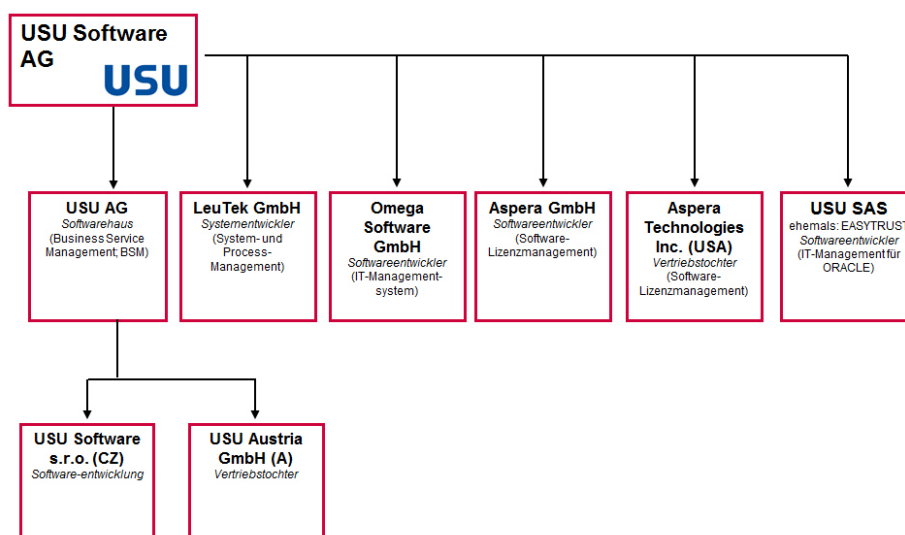 USU Software
AG
USU
USU AG
Softwarehaus
(Business Service
Management; BSM)
LeuTek GmbH
Systementwickler
(System- und
Process-
Management)
Omega
Software
GmbH
Softwareentwickler
(IT-Management-
system)
Aspera GmbH
Softwareentwickler
(Software-
Lizenzmanagement)
Aspera
Technologies
Inc. (USA)
Vertriebstochter
(Software-
Lizenzmanagement)
USU SAS
ehemals: EASYTRUST
Softwareentwickler
(IT-Management für
ORACLE)
USU Software
s.r.o. (CZ)
Software-entwicklung
USU Austria
GmbH (A)
Vertriebstochter